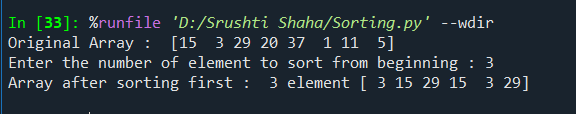 In [33]: %runfile 'D:/Srushti Shaha/Sorting.py' --wdir
Original Array :  [15  3 29 20 37  1 11  5]
Enter the number of element to sort from beginning : 3
Array after sorting first :  3 element [ 3 15 29 15  3 29]